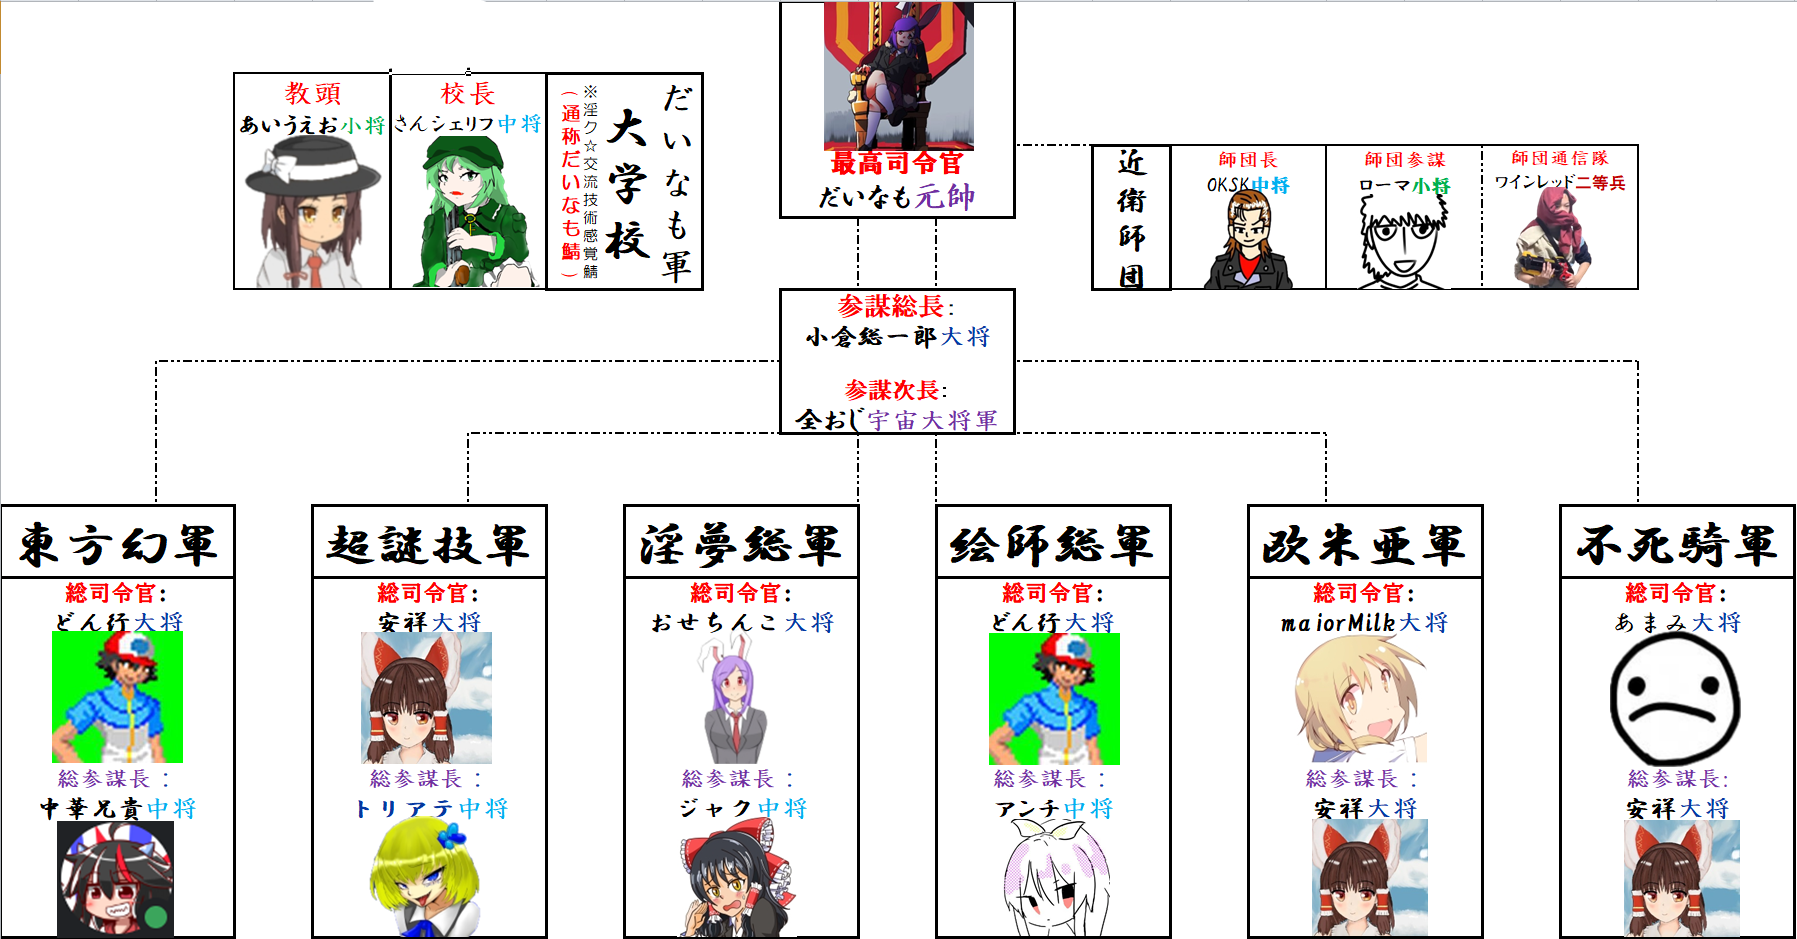 最高司令官
だいなも元帥
教頭
あいうえお小将
校長
さんシェリフ中将
だいなも軍
大学校
※淫ク☆交流技術感覚鯖
（通称だいなも鯖）
近衛師団
師団長
OKSK中将
師団参謀
ローマ小将
師団通信隊
ワインレッド二等兵
参謀総長:
小倉総一郎大将
参謀次長:
全おじ宇宙大将軍
東方幻軍
総司令官:
どん行大将
総参謀長:
中華兄貴中将
超謎技軍
総司令官:
安祥大将
総参謀長:
トリアテ中将
淫夢総軍
総司令官:
おせちんこ大将
総参謀長:
ジャク中将
絵師総軍
総司令官:
どん行大将
総参謀長:
アンチ中将
欧米亜軍
総司令官:
majorMilk大将
総参謀長:
安祥大将
不死騎軍
総司令官:
あまみ大将
総参謀長:
安祥大将